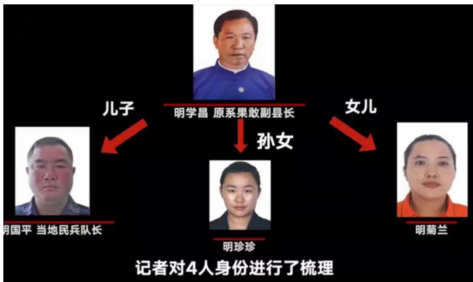 明学昌 原系果敢副县长
儿子
孙女
女儿
明国平 当地民兵队长
明珍珍
明菊兰
记者对4人身份进行了梳理